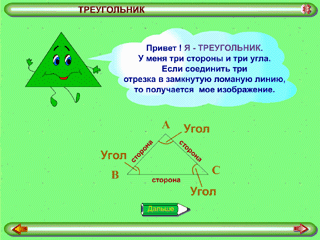 ТРЕУГОЛЬНИК
Привет ! Я - ТРЕУГОЛЬНИК.
У меня три стороны и три угла.
Если соединить три
отрезка в замкнутую ломаную линию,
то получается мое изображение.
A
Угол
сторона
сторона
Угол
B
C
сторона
Угол
Дальше